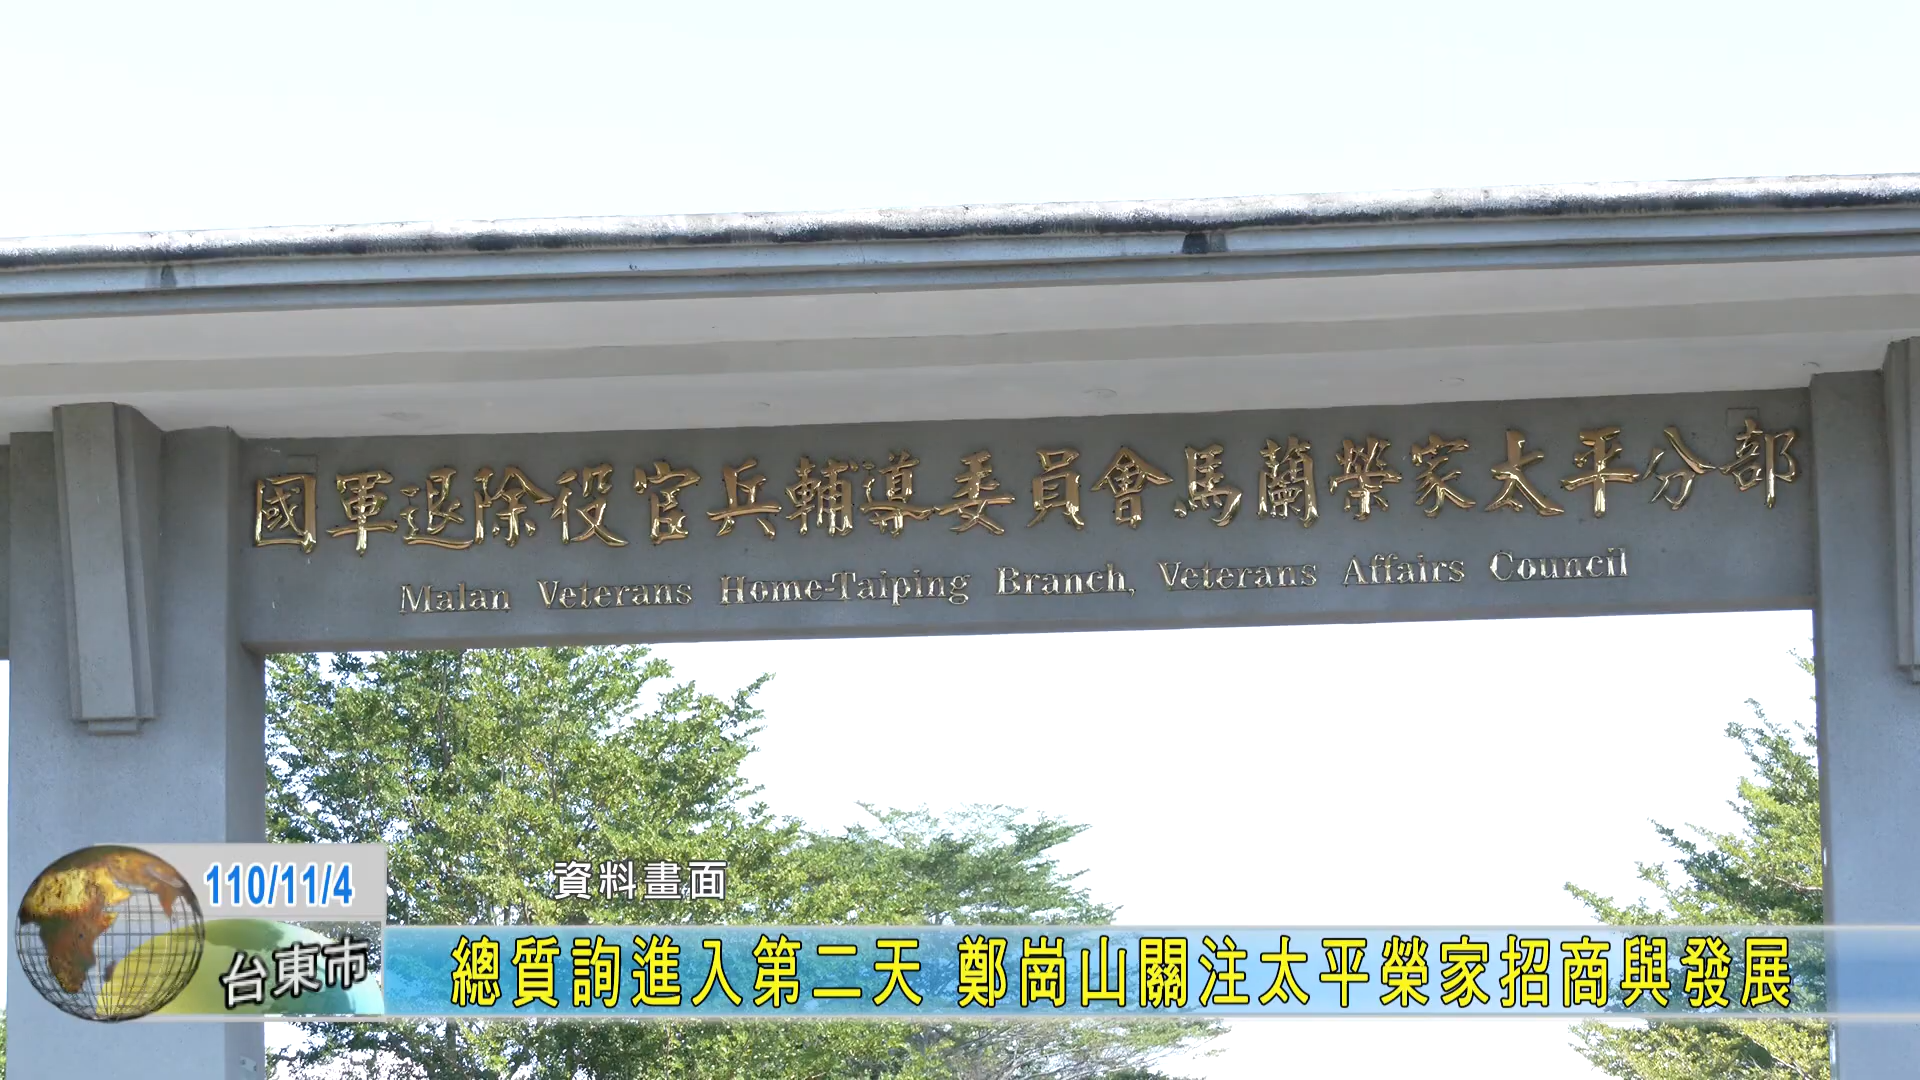 國軍退除役官兵輔導委員會馬蘭榮家太平分部
Malan Veterans Home-Taiping Branch, Veterans Affairs Council
110/11/4
資料畫面
台東市
總質詢進入第二天 鄭崗山關注太平榮家招商與發展